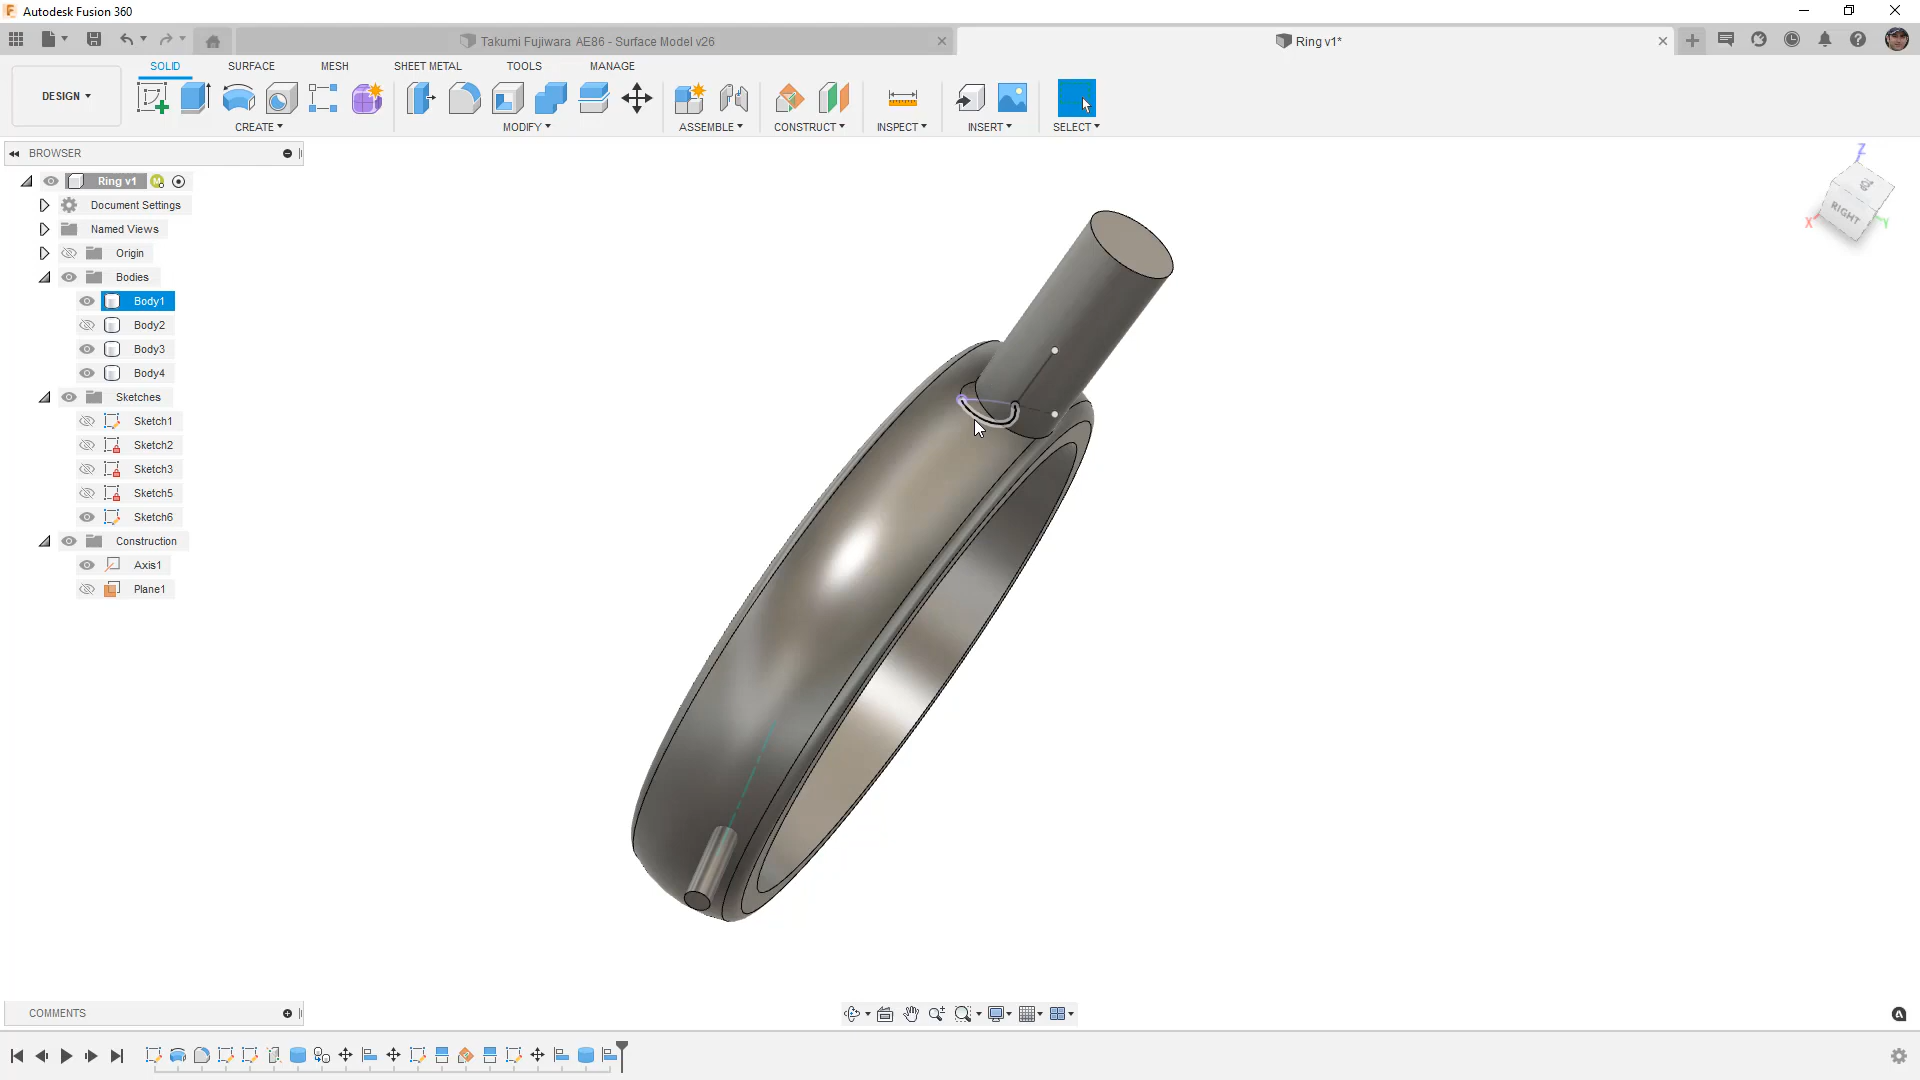 Autodesk Fusion 360
Takumi Fujiwara AE86 - Surface Model v26
Ring v1*
DESIGN
SOLID
SURFACE
MESH
SHEET METAL
TOOLS
MANAGE
CREATE
MODIFY
ASSEMBLE
CONSTRUCT
INSPECT
INSERT
SELECT
BROWSER
Ring v1
Document Settings
Named Views
Origin
Bodies
Body1
Body2
Body3
Body4
Sketches
Sketch1
Sketch2
Sketch3
Sketch5
Sketch6
Construction
Axis1
Plane1
Z
RIGHT
X
Y
COMMENTS